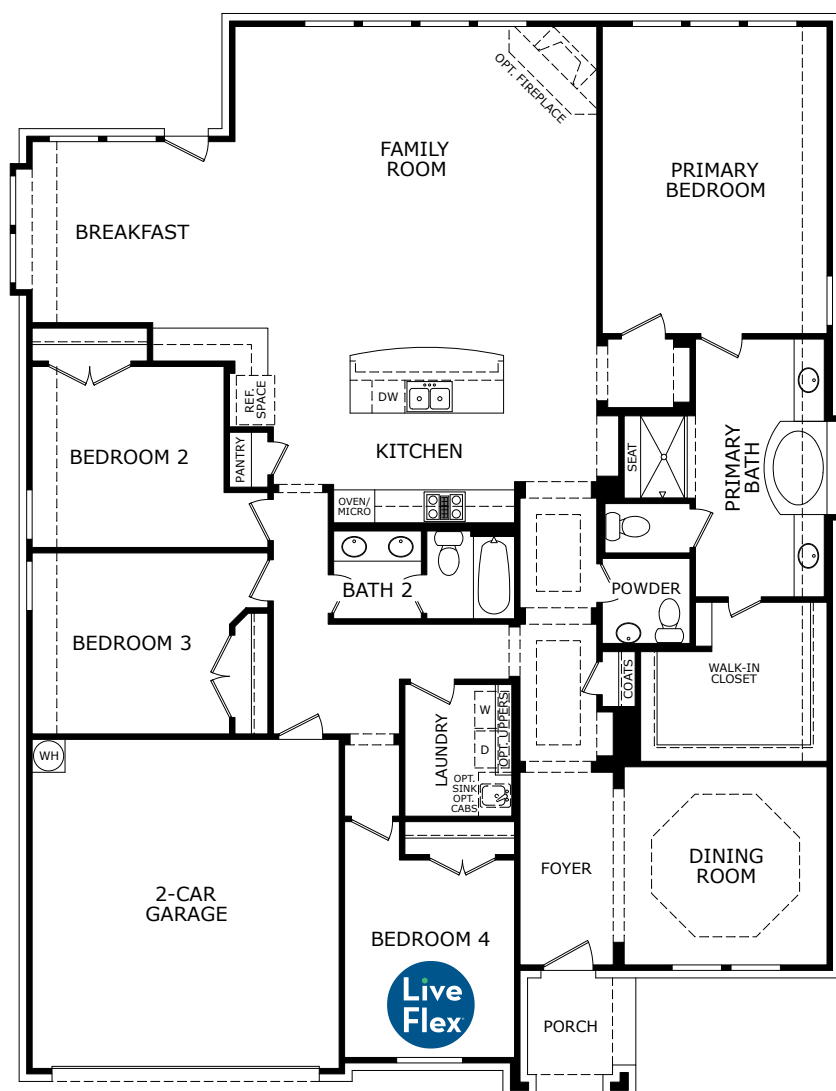 OPT. FIREPLACE
FAMILY
ROOM
PRIMARY
BEDROOM
BREAKFAST
REF.
SPACE
DW
KITCHEN
PANTRY
BEDROOM 2
OVEN/
MICRO
SEAT
PRIMARY
BATH
BATH 2
POWDER
BEDROOM 3
COATS
WALK-IN
CLOSET
LAUNDRY
W
D
OPT. UPPERS
OPT.
SINK
OPT.
CABS
WH
2-CAR
GARAGE
FOYER
DINING
ROOM
BEDROOM 4
Live
Flex
PORCH